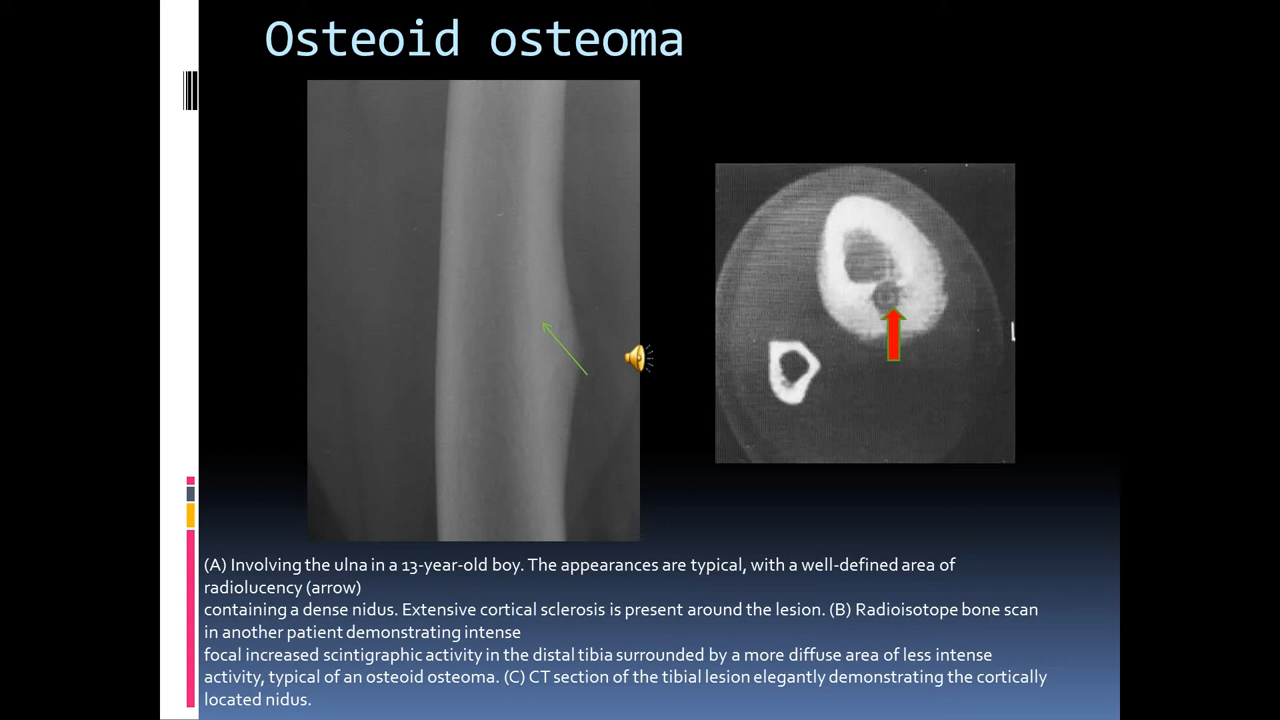 Osteoid osteoma
(A) Involving the ulna in a 13-year-old boy. The appearances are typical, with a well-defined area of
radiolucency (arrow)
containing a dense nidus. Extensive cortical sclerosis is present around the lesion. (B) Radioisotope bone scan
in another patient demonstrating intense
focal increased scintigraphic activity in the distal tibia surrounded by a more diffuse area of less intense
activity, typical of an osteoid osteoma. (C) CT section of the tibial lesion elegantly demonstrating the cortically
located nidus.